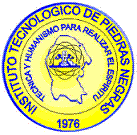 INSTITUTO TECNOLOGICO DE PIEDRAS NEGRAS
TECNICA Y HUMANISMO PARA REALIZAR EL ESPIRITU
1976